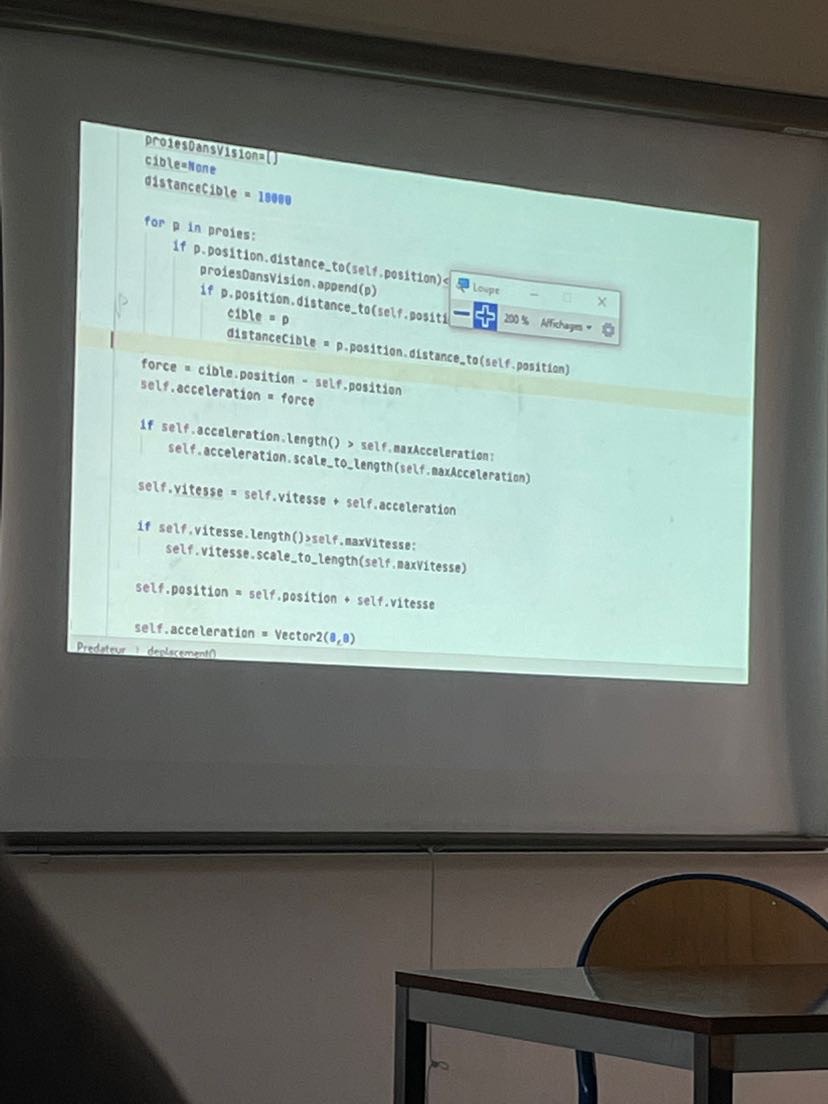 proiesDansVision=[]
cible=None
distanceCible = 10000
for p in proies:
if p.position.distance_to(self.position)<
proiesDansVision.append(p)
if p.position.distance_to(self.positi
cible = p
distanceCible = p.position.distance_to(self.position)
force = cible.position - self.position
self.acceleration = force
if self.acceleration.length() > self.maxAcceleration:
self.acceleration.scale_to_length(self.maxAcceleration)
self.vitesse = self.vitesse + self.acceleration
if self.vitesse.length()>self.maxVitesse:
self.vitesse.scale_to_length(self.maxVitesse)
self.position = self.position + self.vitesse
self.acceleration = Vector2(0,0)
Predateur › deplacement()
Loupe
200 % Affichages